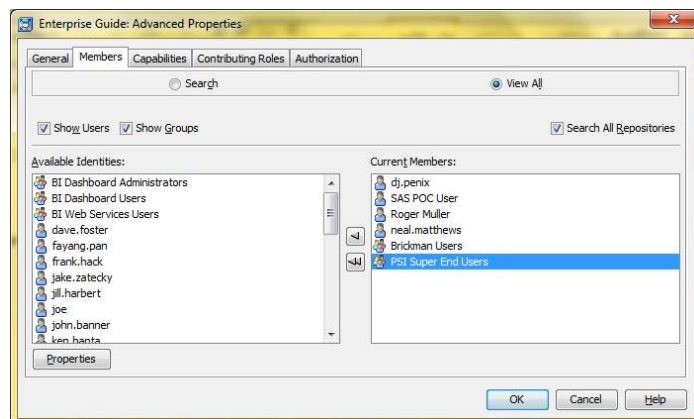 Enterprise Guide: Advanced Properties
General Members Capabilities Contributing Roles Authorization
Search View All
Show Users Show Groups Search All Repositories
Available Identities:
BI Dashboard Administrators
BI Dashboard Users
BI Web Services Users
dave.foster
fayang.pan
frank.hack
jake.zatecky
jill.harbert
joe
john.banner
ken.banta
Current Members:
dj.penix
SAS POC User
Roger Muller
neal.matthews
Brickman Users
PSI Super End Users
Properties
OK Cancel Help